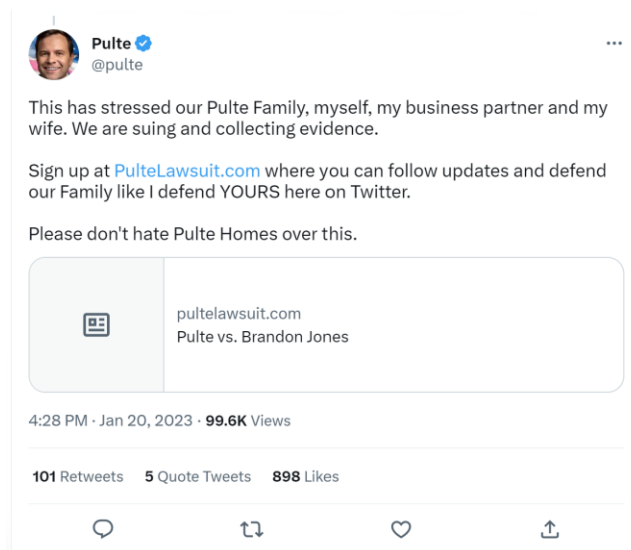 Pulte
@pulte
This has stressed our Pulte Family, myself, my business partner and my
wife. We are suing and collecting evidence.
Sign up at PulteLawsuit.com where you can follow updates and defend
our Family like I defend YOURS here on Twitter.
Please don't hate Pulte Homes over this.
pultelawsuit.com
Pulte vs. Brandon Jones
4:28 PM · Jan 20, 2023 · 99.6K Views
101 Retweets 5 Quote Tweets 898 Likes